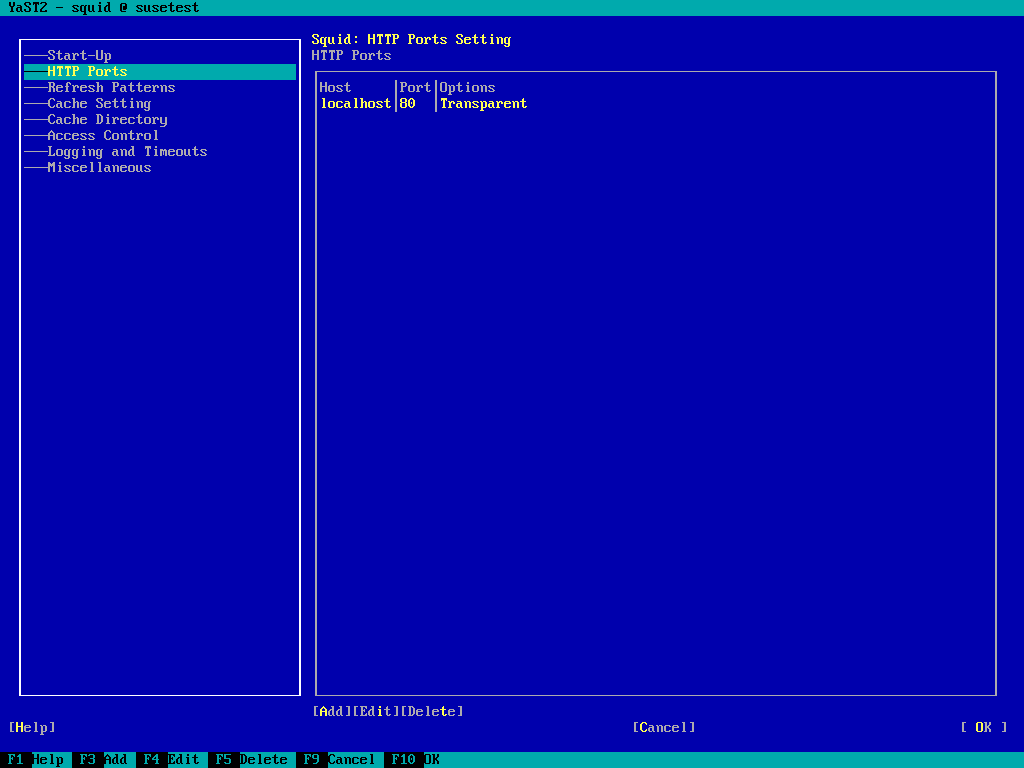 YaST2 - squid @ susetest
Squid: HTTP Ports Setting
HTTP Ports
Start-Up
HTTP Ports
Refresh Patterns
Cache Setting
Cache Directory
Access Control
Logging and Timeouts
Miscellaneous
Host |Port|Options
localhost|80 |Transparent
[Add][Edit][Delete]
[Help] [Cancel] [ OK ]
F1 Help F3 Add F4 Edit F5 Delete F9 Cancel F10 OK